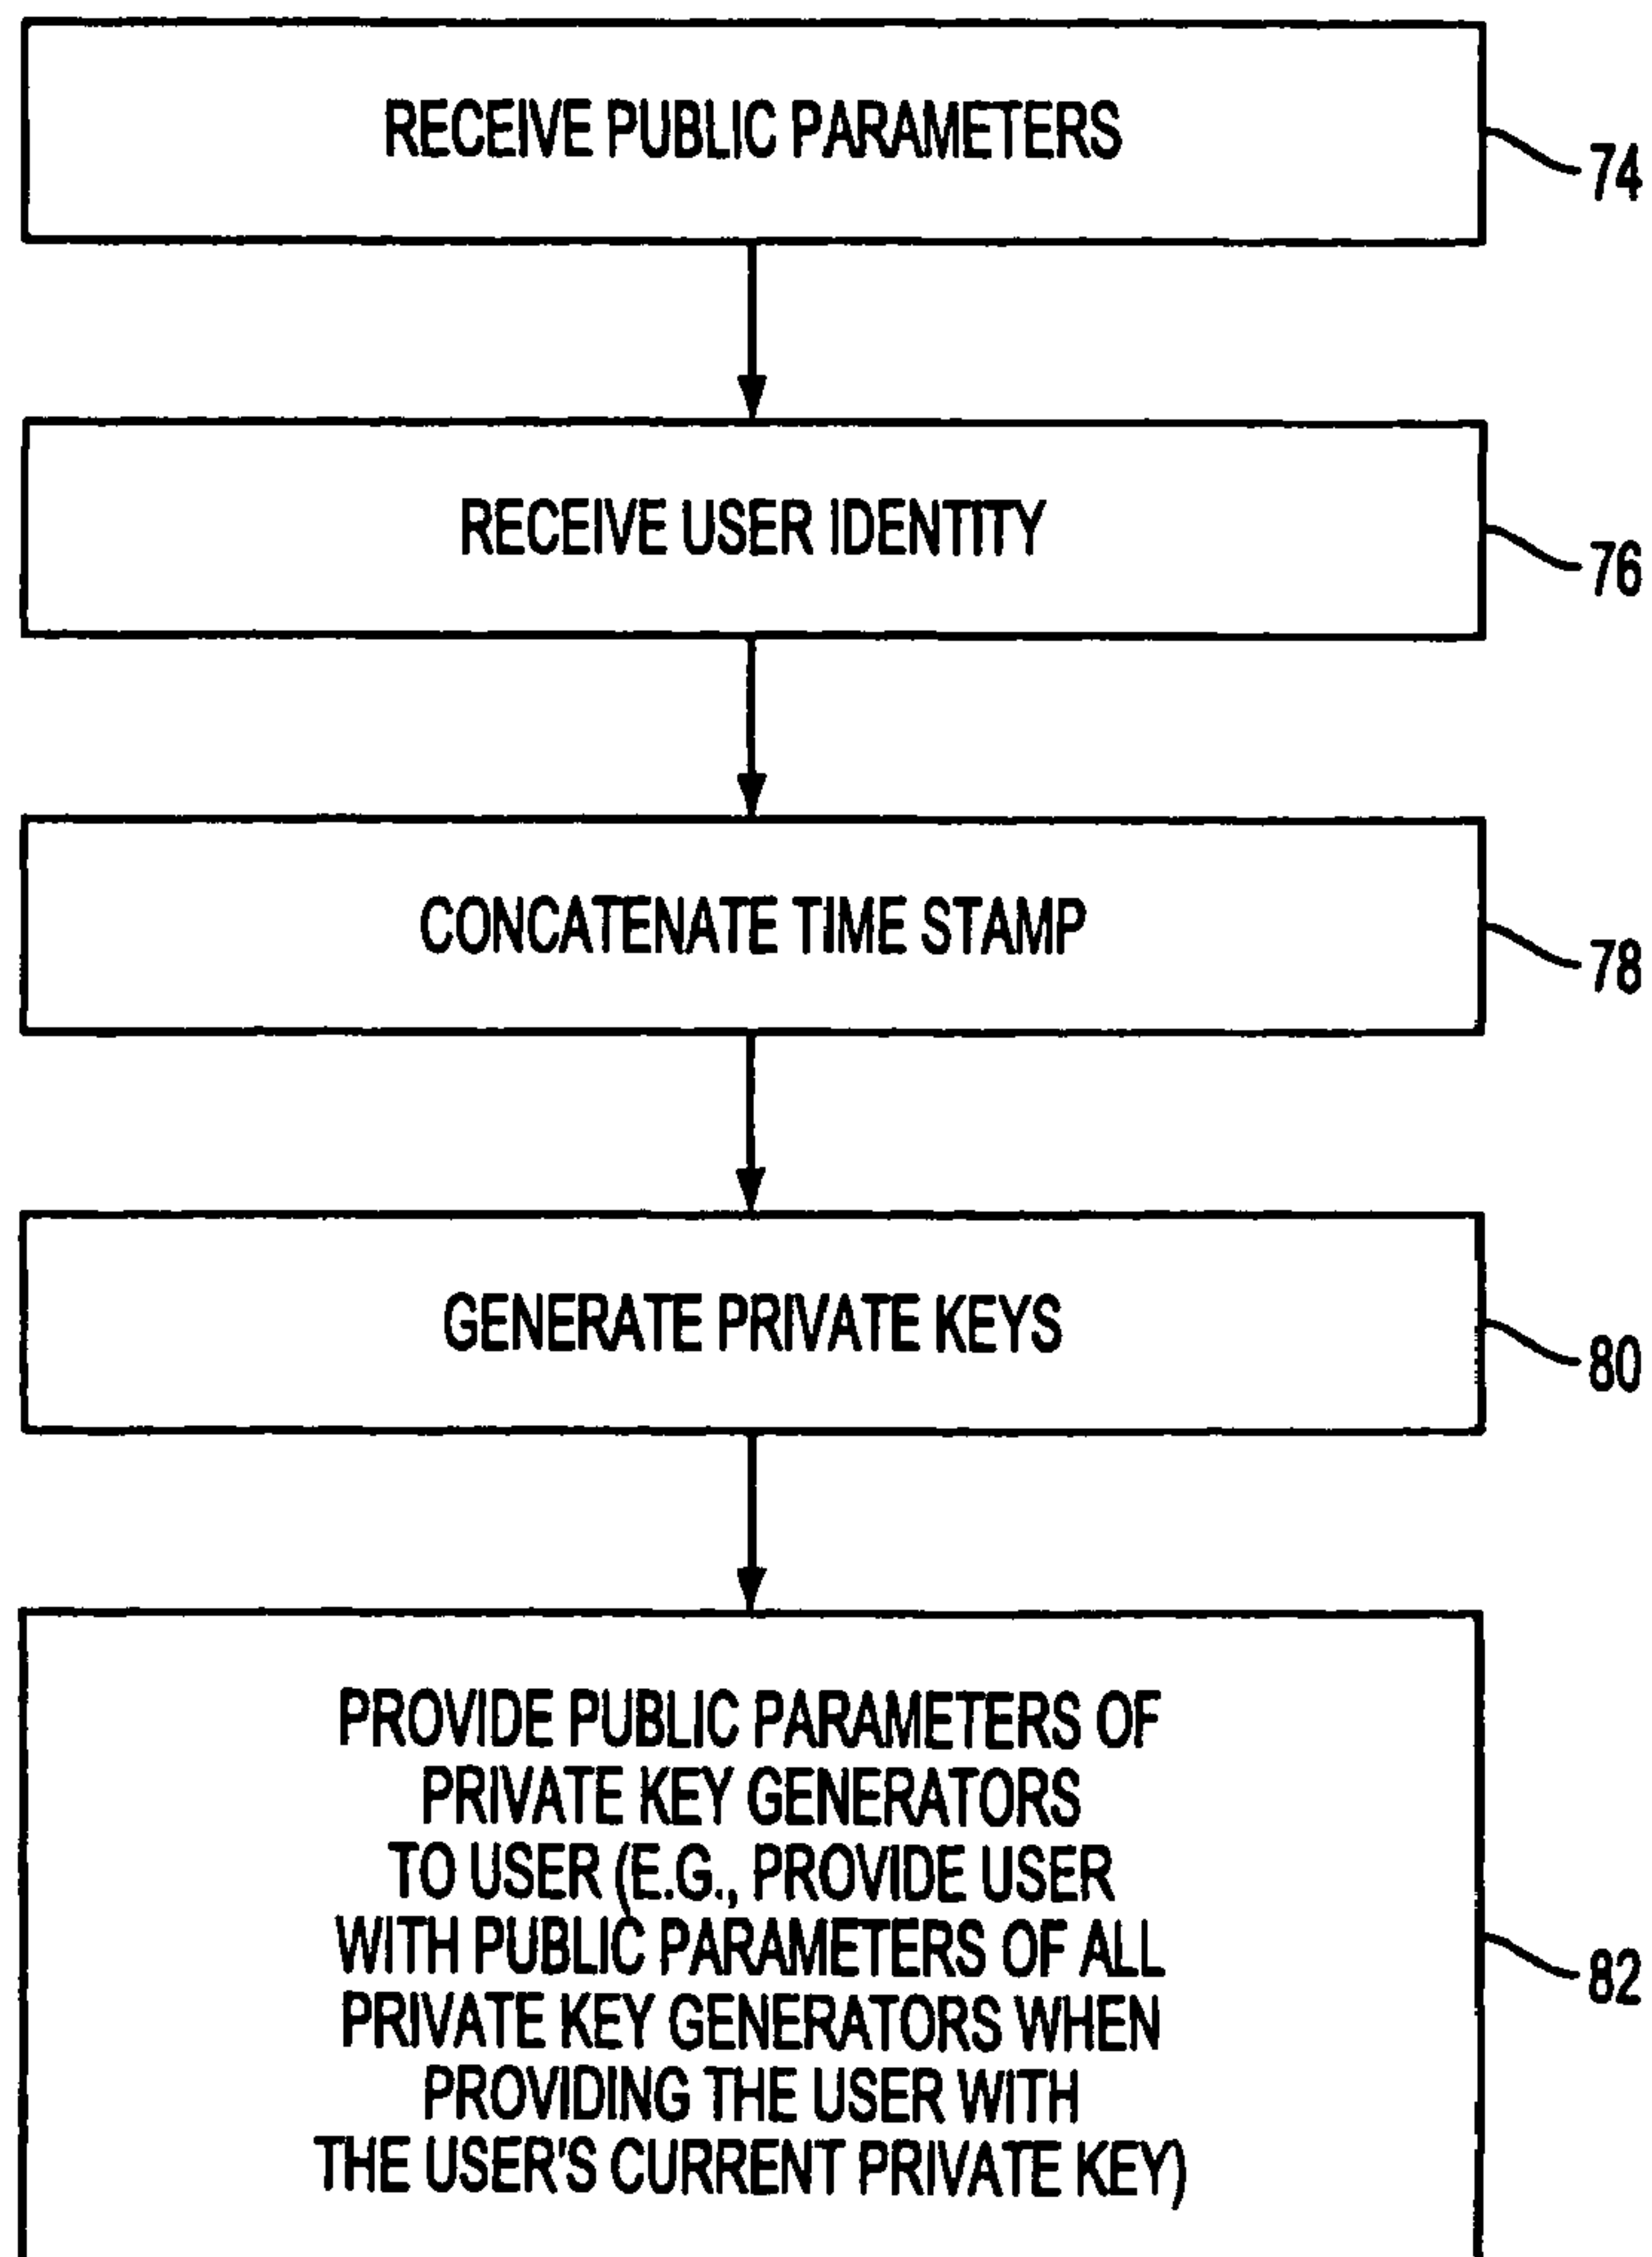 RECEIVE PUBLIC PARAMETERS
74
RECEIVE USER IDENTITY
76
CONCATENATE TIME STAMP
78
GENERATE PRIVATE KEYS
80
PROVIDE PUBLIC PARAMETERS OF
PRIVATE KEY GENERATORS
TO USER (E.G., PROVIDE USER
WITH PUBLIC PARAMETERS OF ALL
PRIVATE KEY GENERATORS WHEN
PROVIDING THE USER WITH
THE USER'S CURRENT PRIVATE KEY)
82